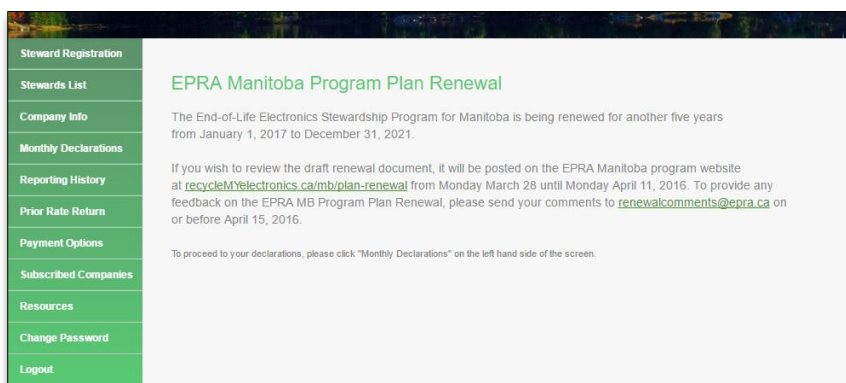 Steward Registration
Stewards List
Company Info
Monthly Declarations
Reporting History
Prior Rate Return
Payment Options
Subscribed Companies
Resources
Change Password
Logout
EPRA Manitoba Program Plan Renewal
The End-of-Life Electronics Stewardship Program for Manitoba is being renewed for another five years
from January 1, 2017 to December 31, 2021.
If you wish to review the draft renewal document, it will be posted on the EPRA Manitoba program website
at recycleMYelectronics.ca/mb/plan-renewal from Monday March 28 until Monday April 11, 2016. To provide any
feedback on the EPRA MB Program Plan Renewal, please send your comments to renewalcomments@epra.ca on
or before April 15, 2016.
To proceed to your declarations, please click "Monthly Declarations" on the left hand side of the screen.